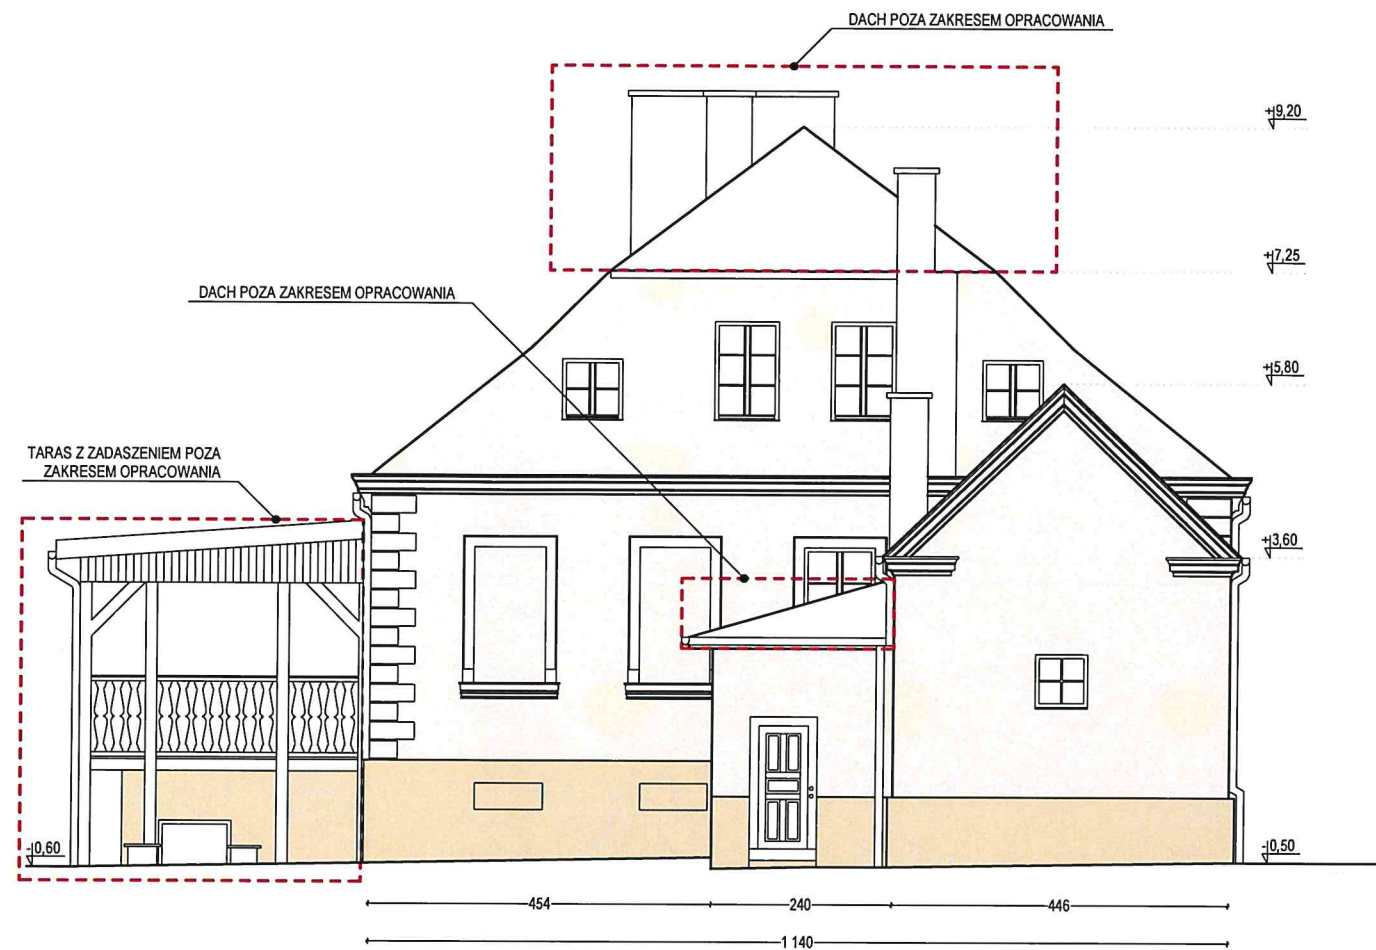 DACH POZA ZAKRESEM OPRACOWANIA
+9,20
+7,25
DACH POZA ZAKRESEM OPRACOWANIA
+5,80
TARAS Z ZADASZENIEM POZA
ZAKRESEM OPRACOWANIA
+3,60
-0,60
-0,50
454
240
446
1 140